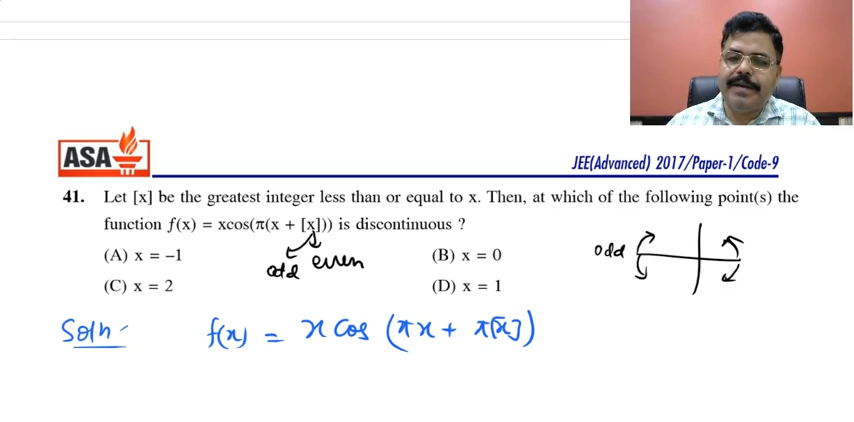 ASA
JEE(Advanced) 2017/Paper-1/Code-9
41. Let [x] be the greatest integer less than or equal to x. Then, at which of the following point(s) the
function f(x) = xcos(π(x + [x])) is discontinuous ?
odd even
odd
(A) x = –1 (B) x = 0
(C) x = 2 (D) x = 1
Soln:- f(x) = x cos (πx + π[x])